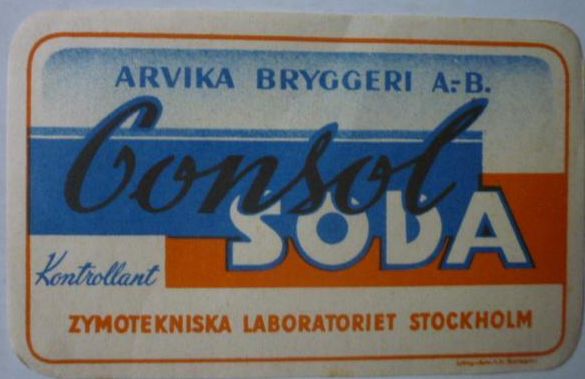 ARVIKA BRYGGERI A.-B.
Consol
SODA
Kontrollant
ZYMOTEKNISKA LABORATORIET STOCKHOLM